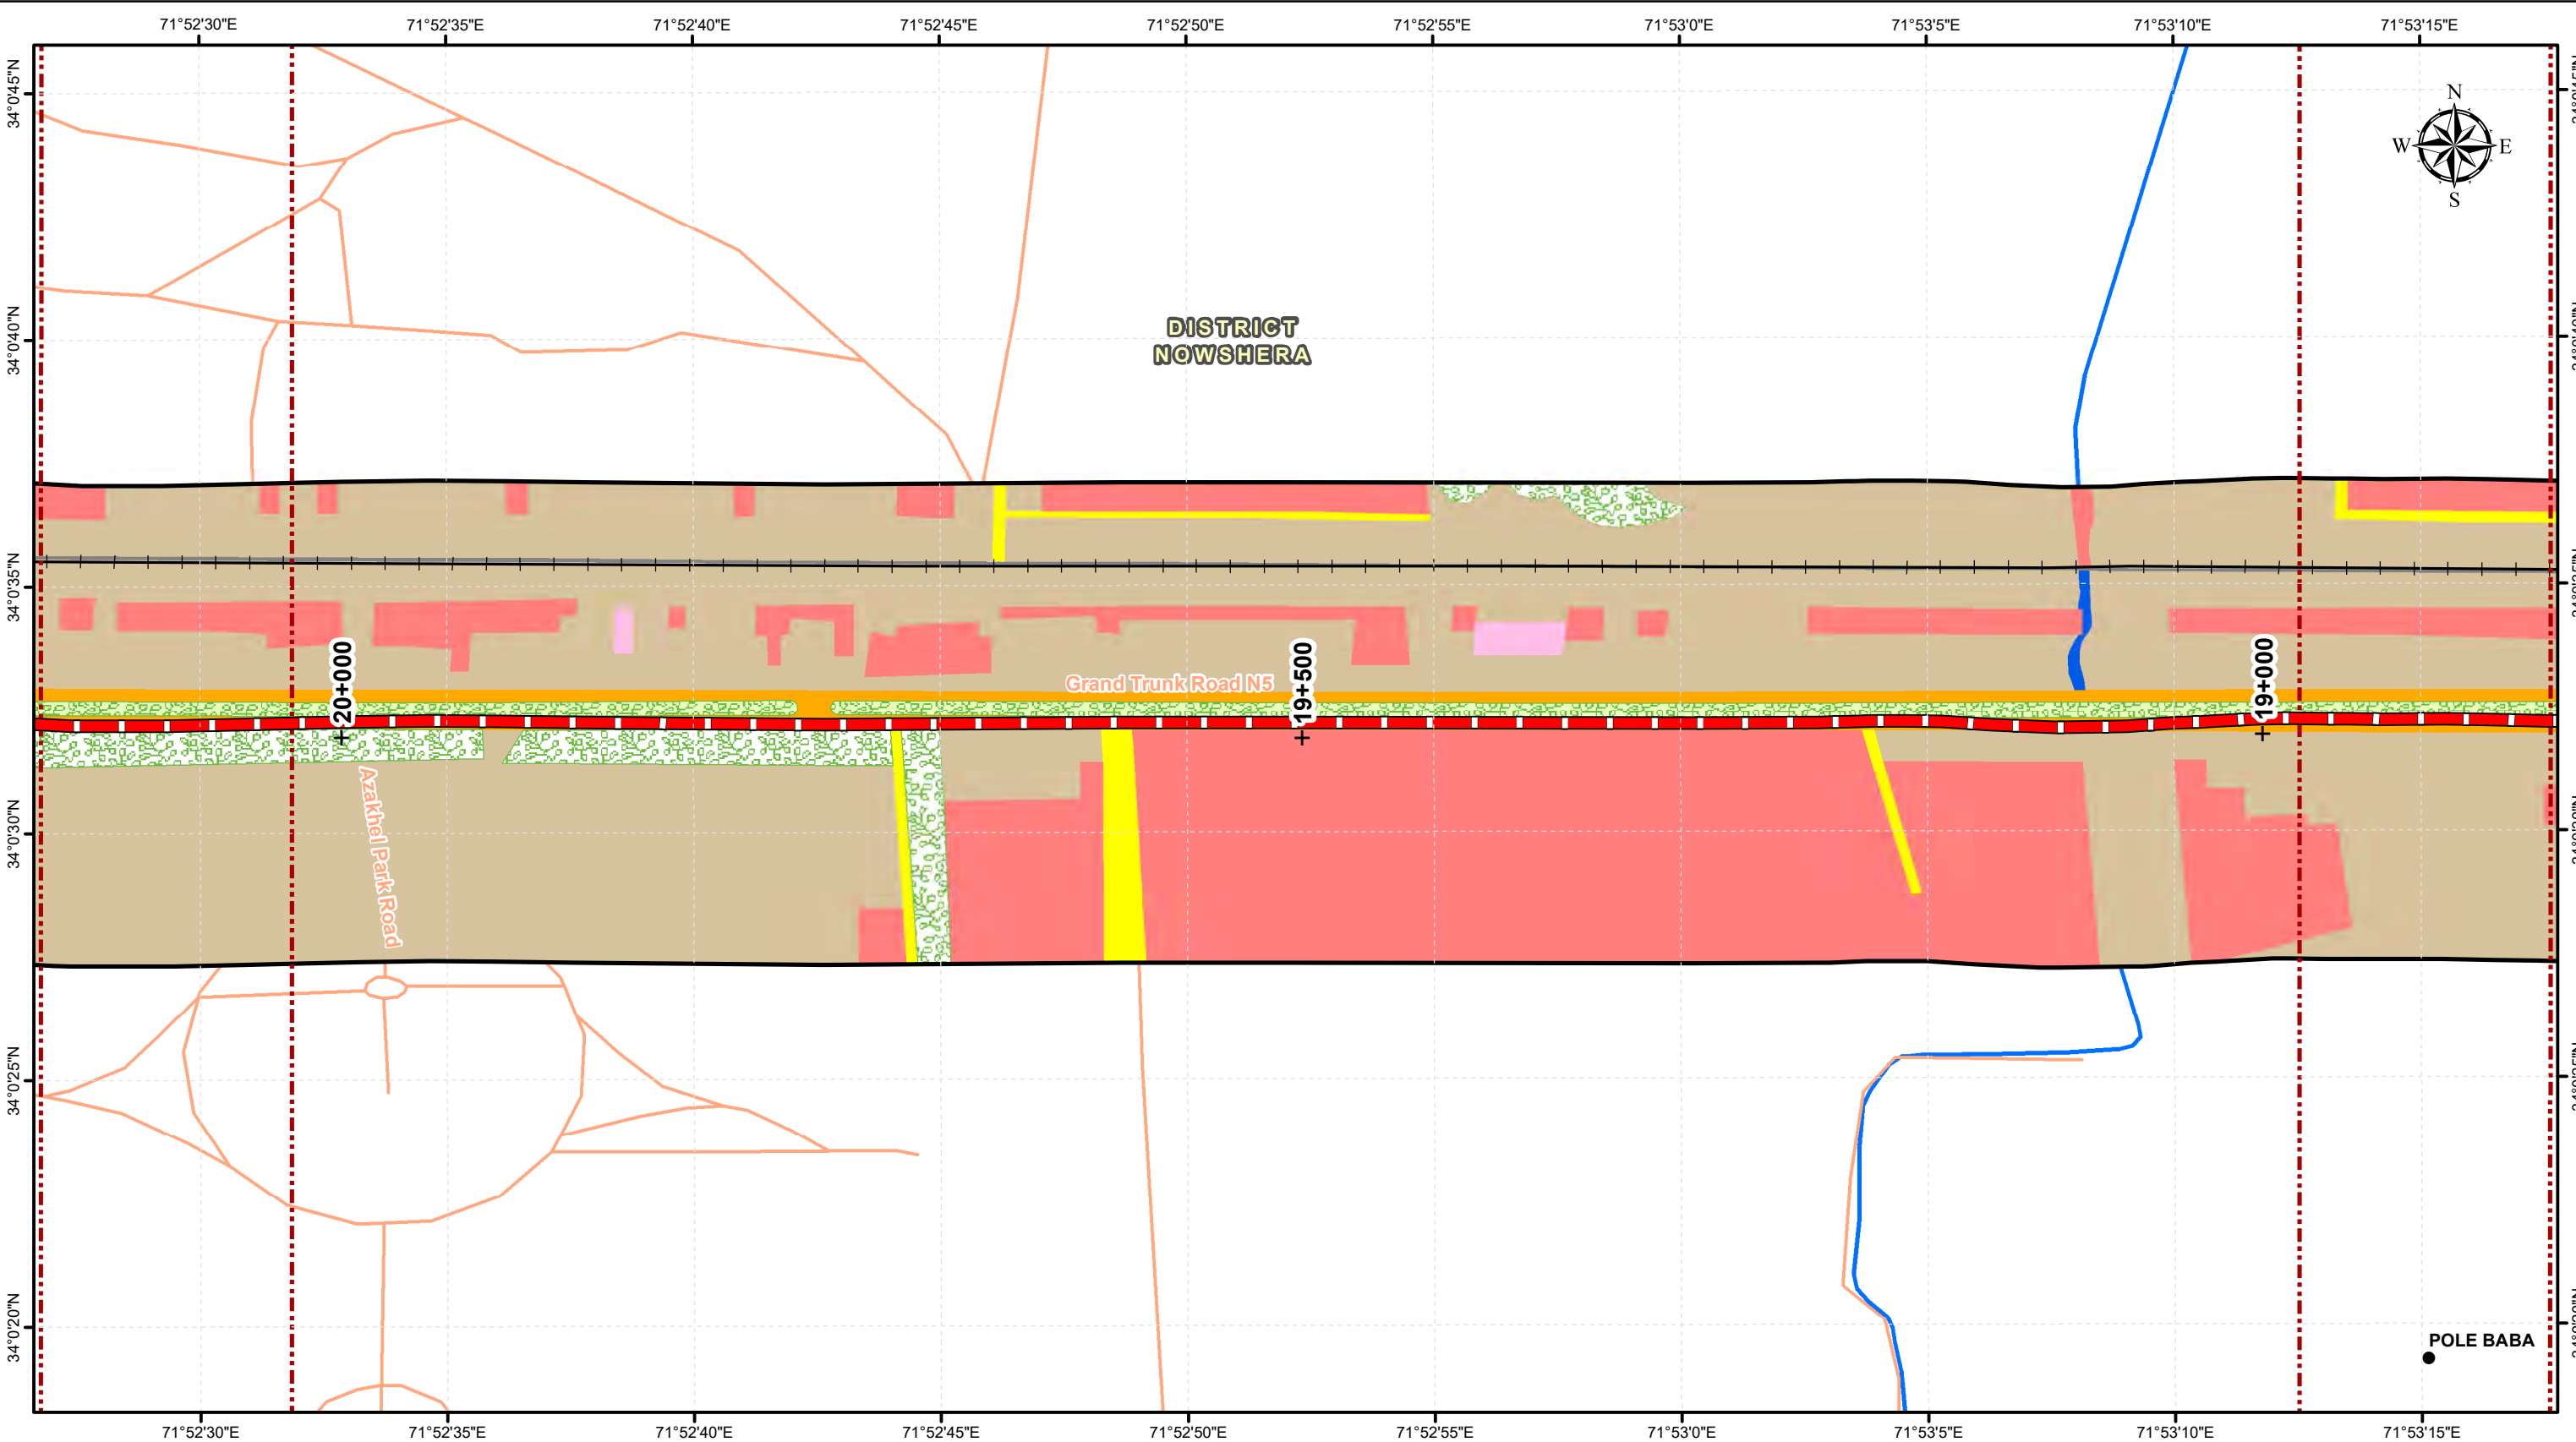 71°52'30"E 71°52'35"E 71°52'40"E 71°52'45"E 71°52'50"E 71°52'55"E 71°53'0"E 71°53'5"E 71°53'10"E 71°53'15"E
34°0'45"N
N
W E
S
DISTRICT
NOWSHERA
34°0'40"N
34°0'35"N
20+000
19+500
19+000
Grand Trunk Road N5
Azakhel Park Road
34°0'30"N
34°0'25"N
34°0'20"N
POLE BABA
71°52'30"E 71°52'35"E 71°52'40"E 71°52'45"E 71°52'50"E 71°52'55"E 71°53'0"E 71°53'5"E 71°53'10"E 71°53'15"E